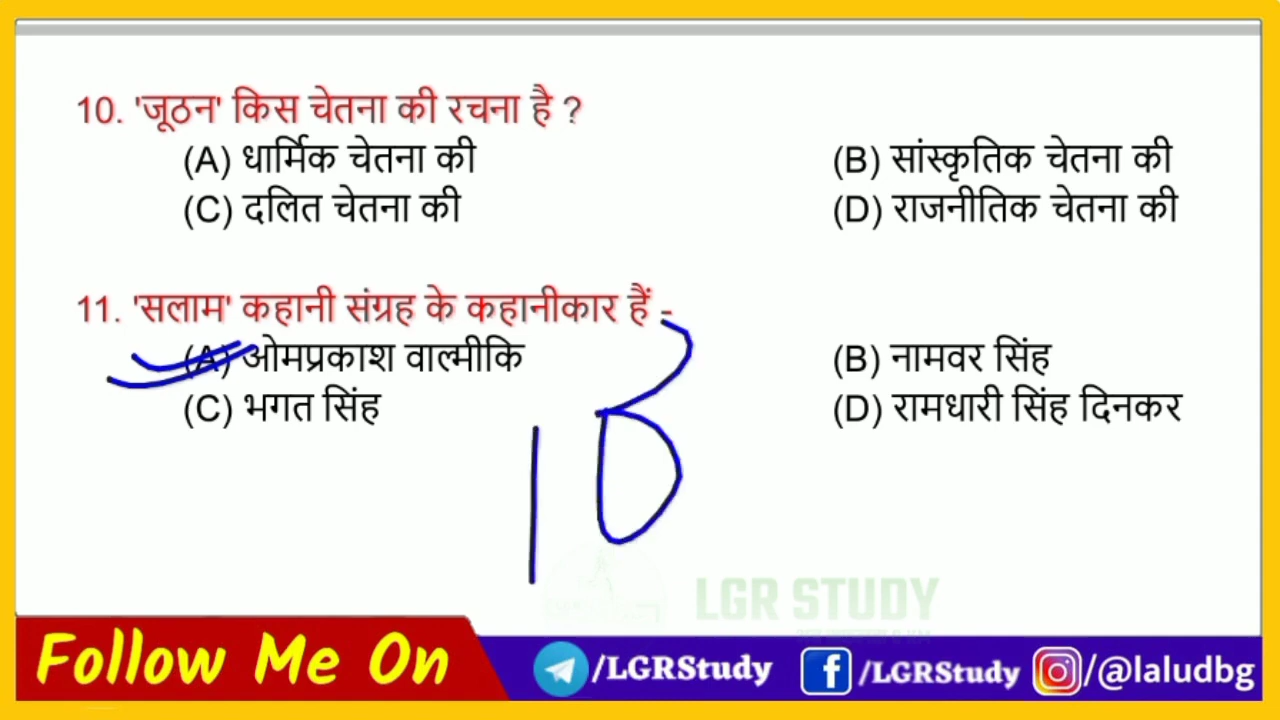 10. 'जूठन' किस चेतना की रचना है ?
(A) धार्मिक चेतना की (B) सांस्कृतिक चेतना की
(C) दलित चेतना की (D) राजनीतिक चेतना की
11. 'सलाम' कहानी संग्रह के कहानीकार हैं -
(A) ओमप्रकाश वाल्मीकि (B) नामवर सिंह
(C) भगत सिंह (D) रामधारी सिंह दिनकर
LGR STUDY
Follow Me On /LGRStudy /LGRStudy /@laludbg